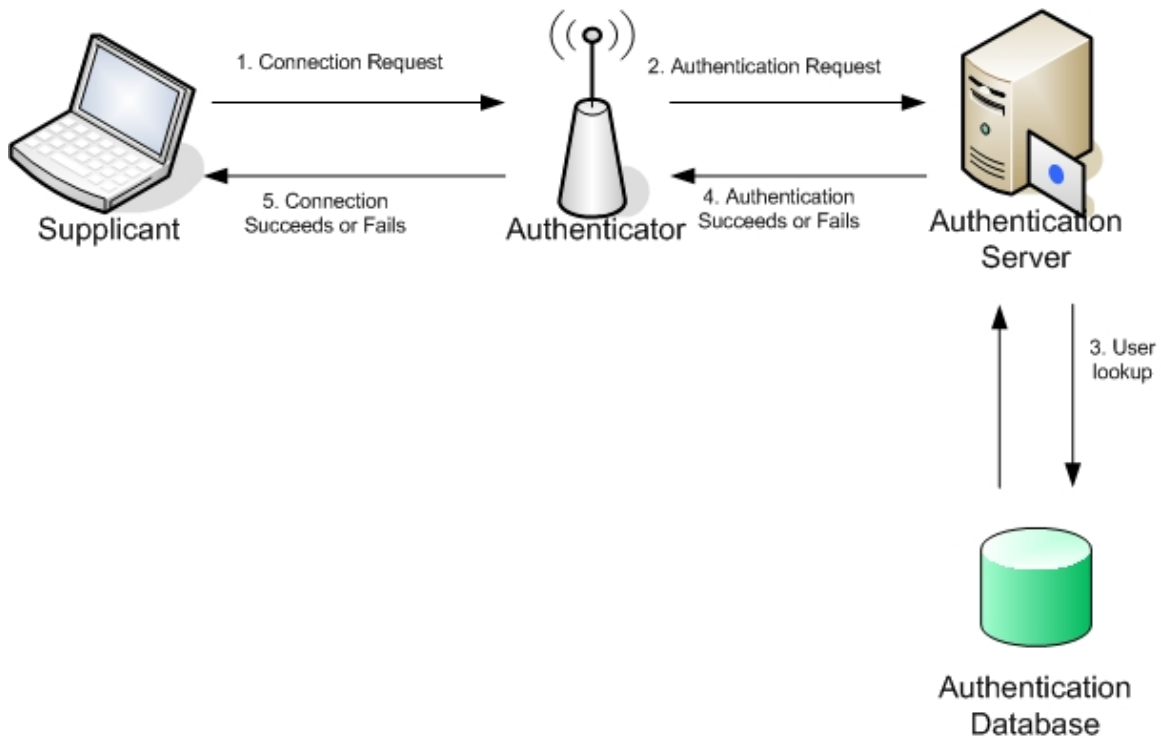 1. Connection Request
2. Authentication Request
5. Connection
Succeeds or Fails
4. Authentication
Succeeds or Fails
Supplicant
Authenticator
Authentication
Server
3. User
lookup
Authentication
Database